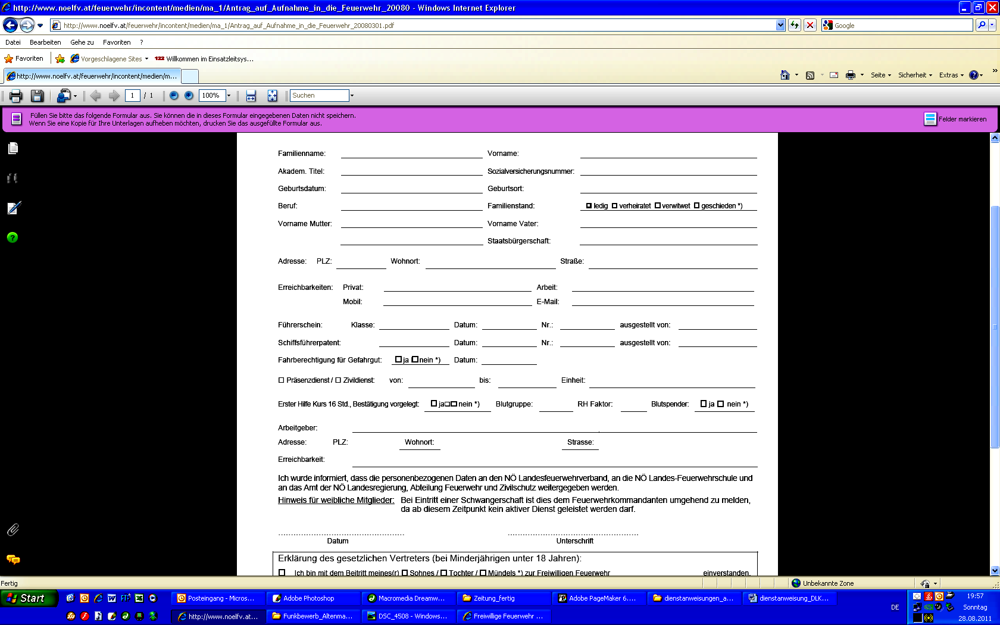 http://www.noelfv.at/feuerwehr/incontent/medien/ma_1/Antrag_auf_Aufnahme_in_die_Feuerwehr_20080 - Windows Internet Explorer
http://www.noelfv.at/feuerwehr/incontent/medien/ma_1/Antrag_auf_Aufnahme_in_die_Feuerwehr_20080301.pdf Google
Datei Bearbeiten Gehe zu Favoriten ?
Favoriten Vorgeschlagene Sites 122 Willkommen im Einsatzleitsys...
http://www.noelfv.at/feuerwehr/incontent/medien/m... Seite Sicherheit Extras
1 / 1 100% Suchen
Füllen Sie bitte das folgende Formular aus. Sie können die in dieses Formular eingegebenen Daten nicht speichern.
Wenn Sie eine Kopie für Ihre Unterlagen aufheben möchten, drucken Sie das ausgefüllte Formular aus.
Felder markieren
Familienname: Vorname:
Akadem. Titel: Sozialversicherungsnummer:
Geburtsdatum: Geburtsort:
Beruf: Familienstand: ledig verheiratet verwitwet geschieden *)
Vorname Mutter: Vorname Vater:
Staatsbürgerschaft:
Adresse: PLZ: Wohnort: Straße:
Erreichbarkeiten: Privat: Arbeit:
Mobil: E-Mail:
Führerschein: Klasse: Datum: Nr.: ausgestellt von:
Schiffsführerpatent: Datum: Nr.: ausgestellt von:
Fahrberechtigung für Gefahrgut: ja nein *) Datum:
Präsenzdienst / Zivildienst: von: bis: Einheit:
Erster Hilfe Kurs 16 Std., Bestätigung vorgelegt: ja nein *) Blutgruppe: RH Faktor: Blutspender: ja nein *)
Arbeitgeber:
Adresse: PLZ: Wohnort: Strasse:
Erreichbarkeit:
Ich wurde informiert, dass die personenbezogenen Daten an den NÖ Landesfeuerwehrverband, an die NÖ Landes-Feuerwehrschule und
an das Amt der NÖ Landesregierung, Abteilung Feuerwehr und Zivilschutz weitergegeben werden.
Hinweis für weibliche Mitglieder: Bei Eintritt einer Schwangerschaft ist dies dem Feuerwehrkommandanten umgehend zu melden,
da ab diesem Zeitpunkt kein aktiver Dienst geleistet werden darf.
Datum Unterschrift
Erklärung des gesetzlichen Vertreters (bei Minderjährigen unter 18 Jahren):
Ich bin mit dem Beitritt meines(r) Sohnes / Tochter / Mündels *) zur Freiwilligen Feuerwehr einverstanden.
Fertig Unbekannte Zone
Start Posteingang - Micros... Adobe Photoshop Macromedia Dreamw... Zeitung_fertig Adobe PageMaker 6.... dienstanweisungen_a... dienstanweisung_DLK... 19:57
DE Sonntag
http://www.noelfv.at... Funkbewerb_Altenma... DSC_4508 - Windows... Freiwillige Feuerwehr ... 28.08.2011